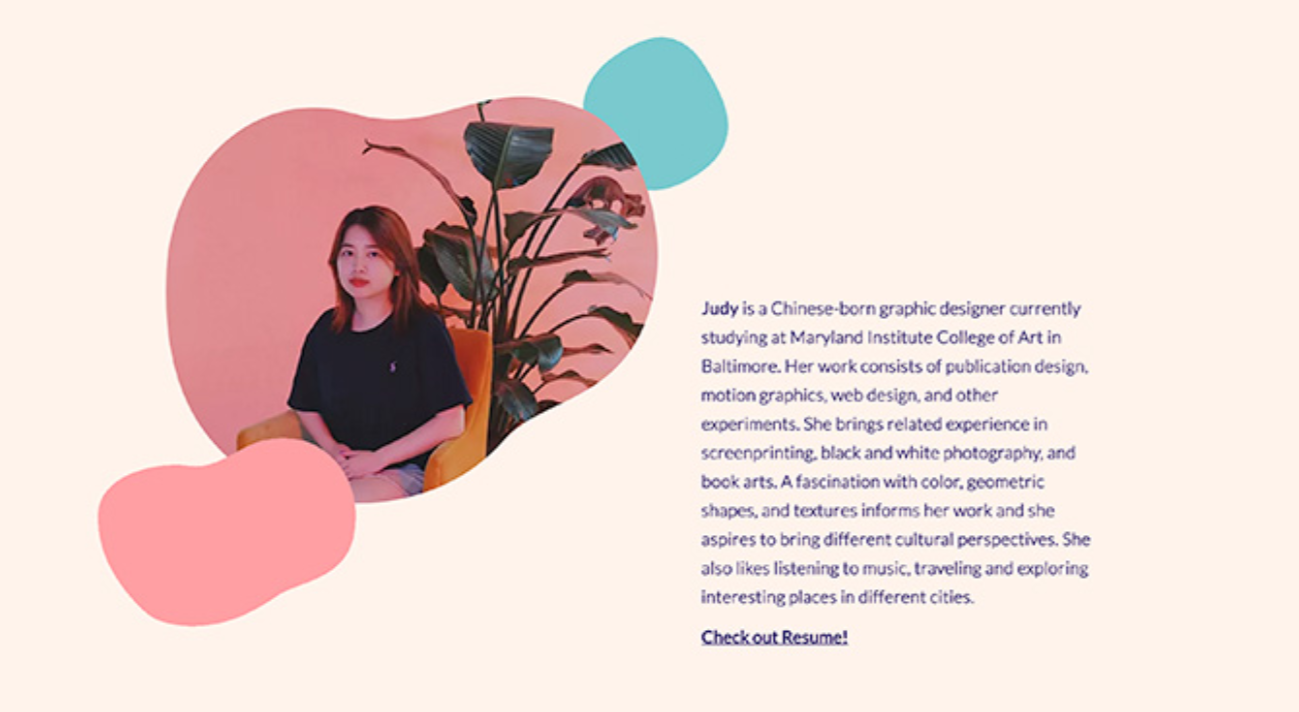 Judy is a Chinese-born graphic designer currently
studying at Maryland Institute College of Art in
Baltimore. Her work consists of publication design,
motion graphics, web design, and other
experiments. She brings related experience in
screenprinting, black and white photography, and
book arts. A fascination with color, geometric
shapes, and textures informs her work and she
aspires to bring different cultural perspectives. She
also likes listening to music, traveling and exploring
interesting places in different cities.
Check out Resume!